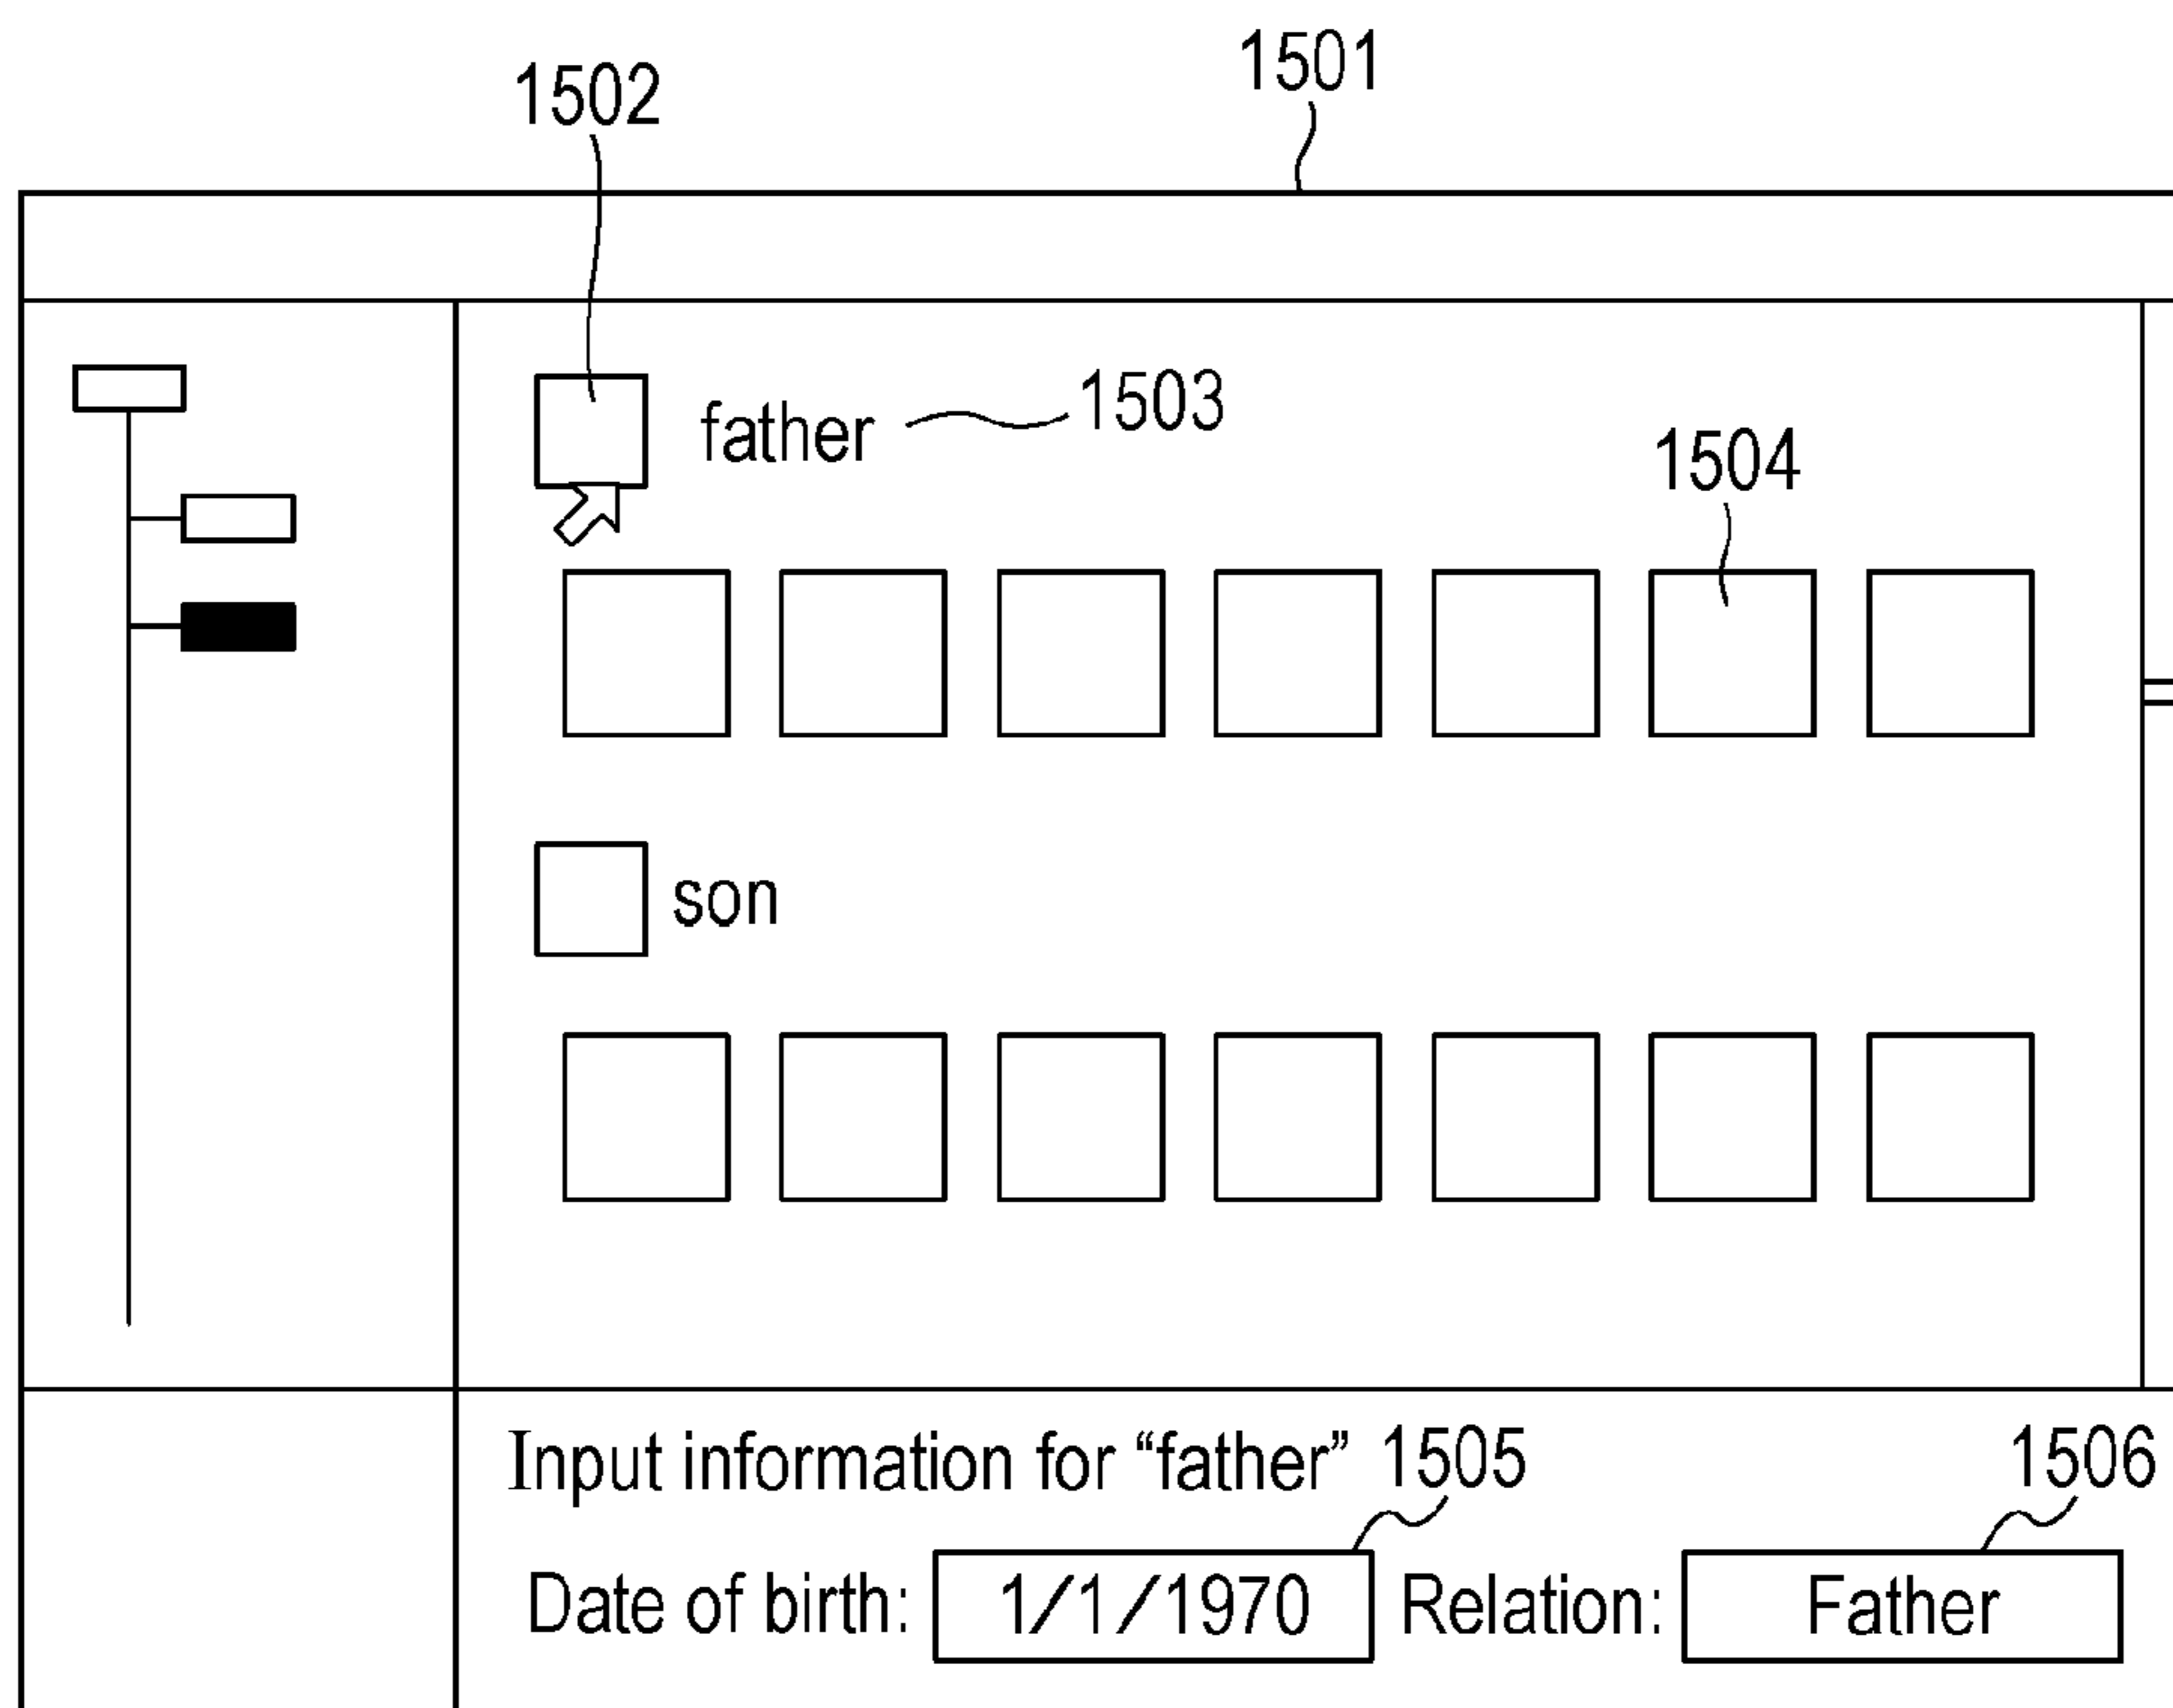 1501
1502
father 1503
1504
son
Input information for “father” 1505 1506
Date of birth: 1/1/1970 Relation: Father